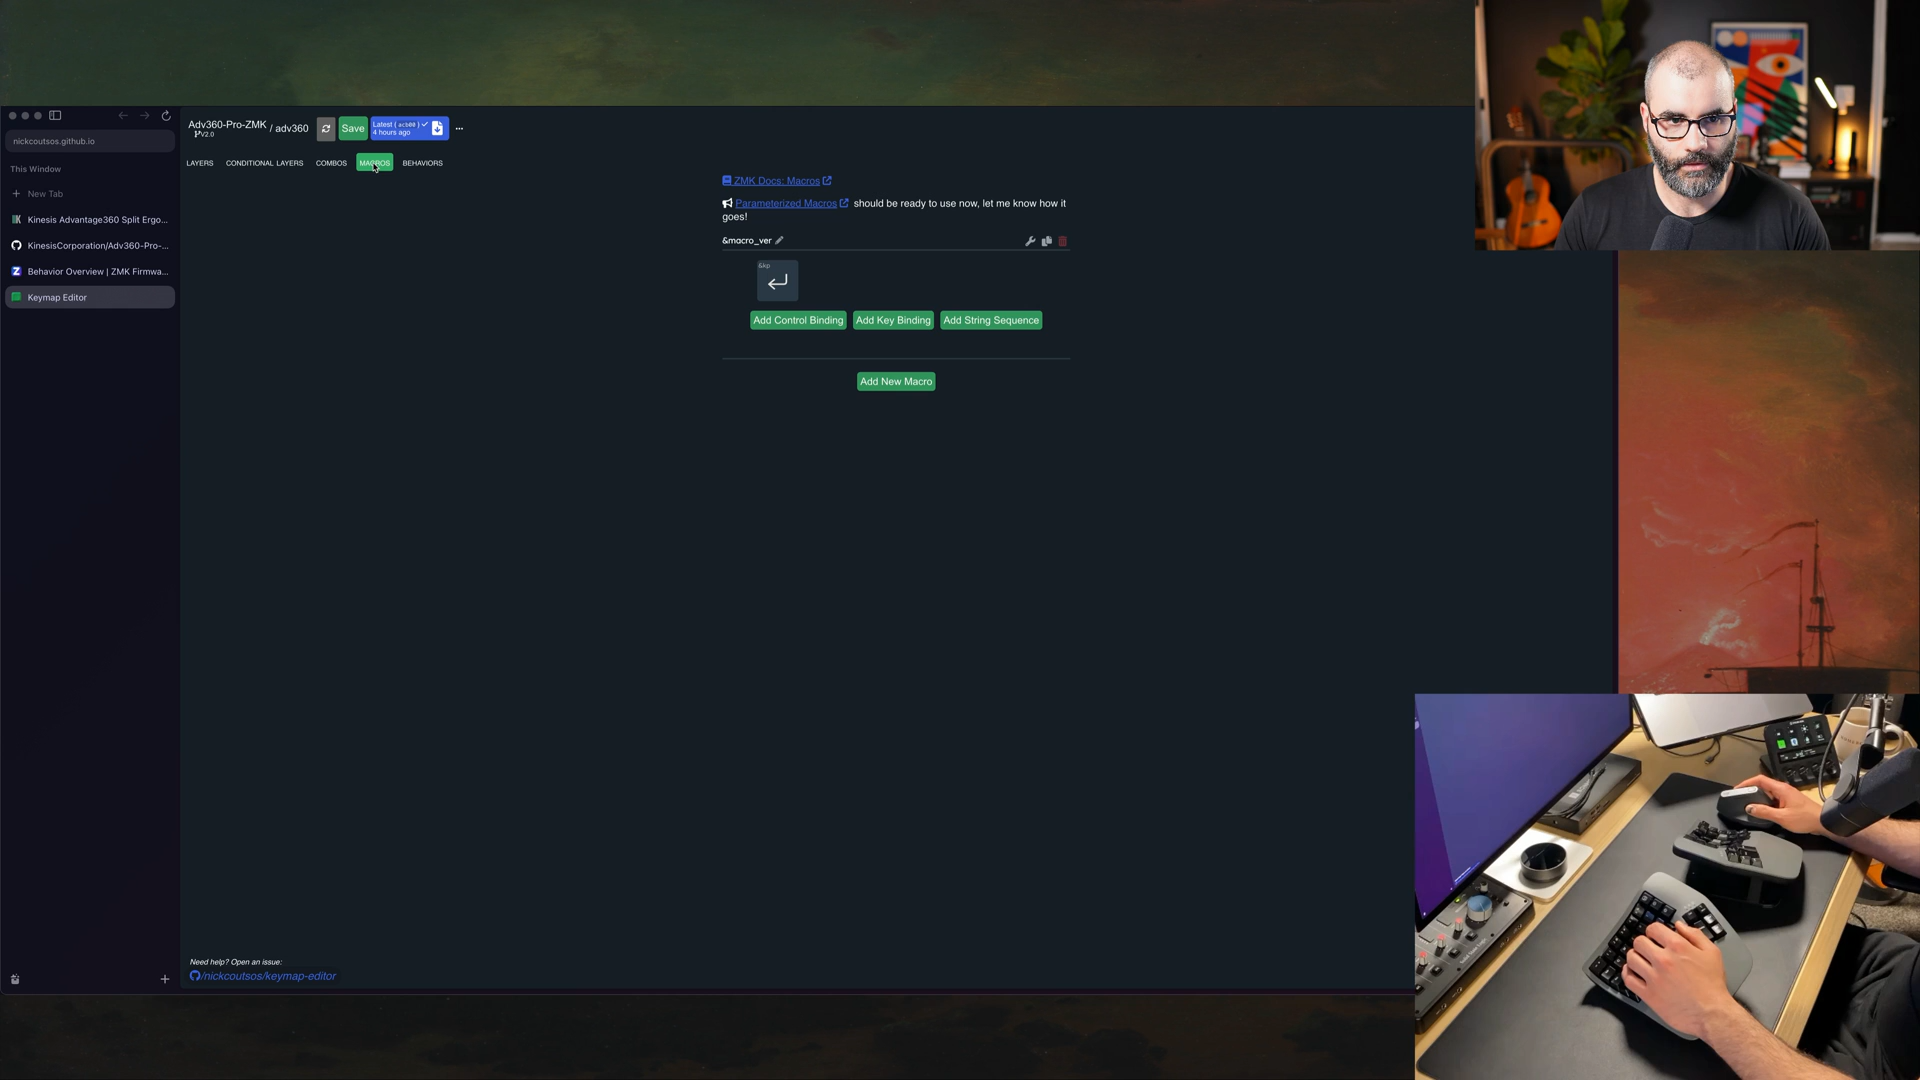 nickcoutsos.github.io
This Window
New Tab
Kinesis Advantage360 Split Ergo...
KinesisCorporation/Adv360-Pro-...
Behavior Overview | ZMK Firmwa...
Keymap Editor
Adv360-Pro-ZMK / adv360
V2.0
Save
Latest (acb00)
4 hours ago
...
LAYERS
CONDITIONAL LAYERS
COMBOS
MACROS
BEHAVIORS
ZMK Docs: Macros
Parameterized Macros should be ready to use now, let me know how it
goes!
&macro_ver
&kp
Add Control Binding
Add Key Binding
Add String Sequence
Add New Macro
Need help? Open an issue:
/nickcoutsos/keymap-editor